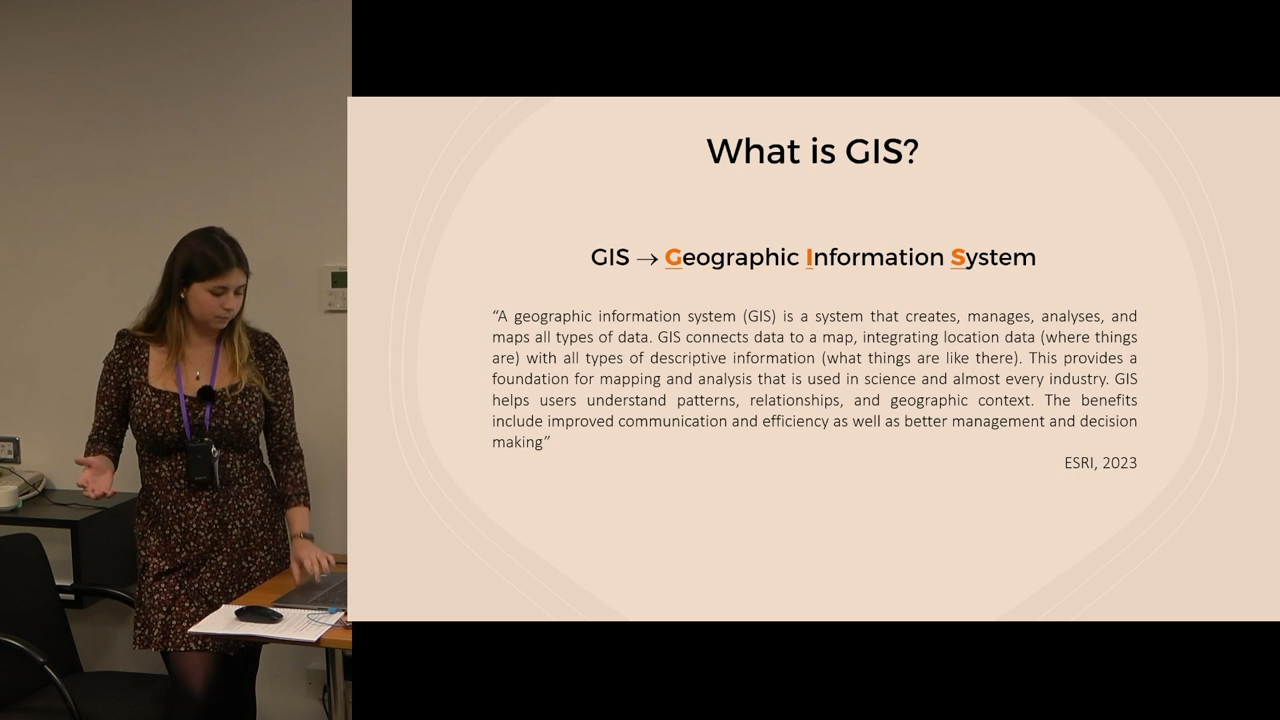 What is GIS?
GIS → Geographic Information System
“A geographic information system (GIS) is a system that creates, manages, analyses, and
maps all types of data. GIS connects data to a map, integrating location data (where things
are) with all types of descriptive information (what things are like there). This provides a
foundation for mapping and analysis that is used in science and almost every industry. GIS
helps users understand patterns, relationships, and geographic context. The benefits
include improved communication and efficiency as well as better management and decision
making”
ESRI, 2023